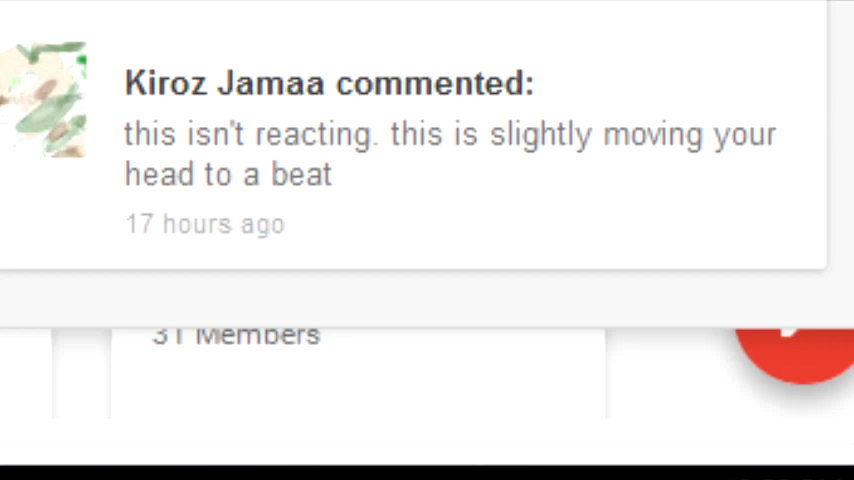 Kiroz Jamaa commented:
this isn't reacting. this is slightly moving your
head to a beat
17 hours ago
31 Members